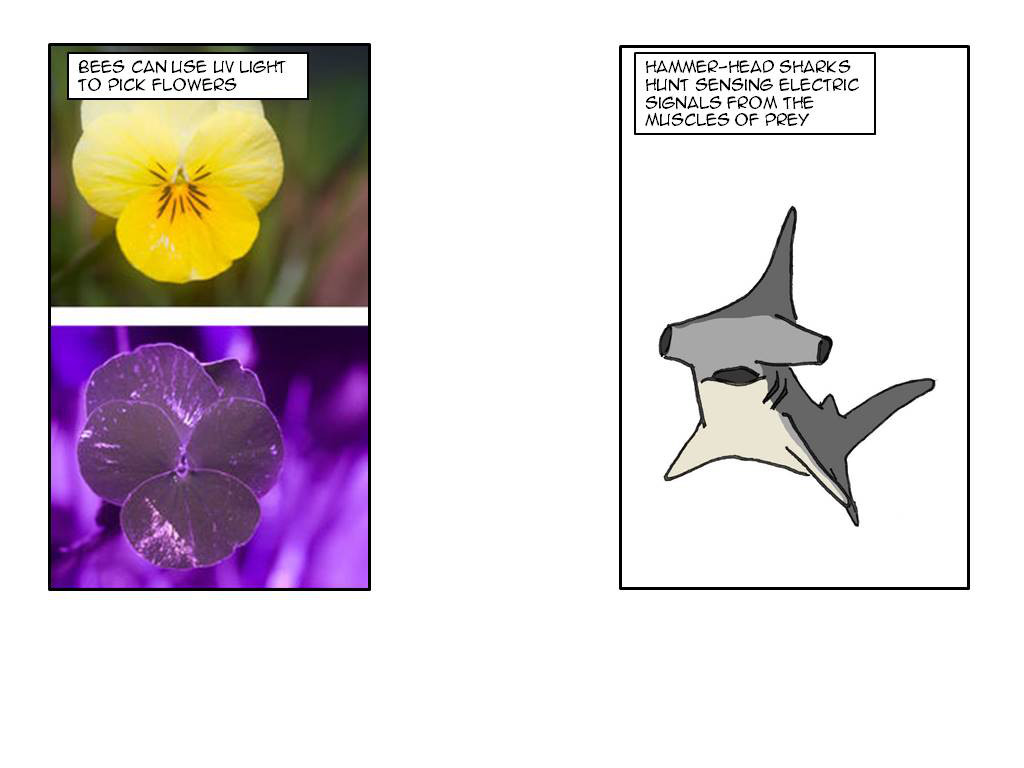 BEES CAN USE UV LIGHT
TO PICK FLOWERS
HAMMER-HEAD SHARKS
HUNT SENSING ELECTRIC
SIGNALS FROM THE
MUSCLES OF PREY